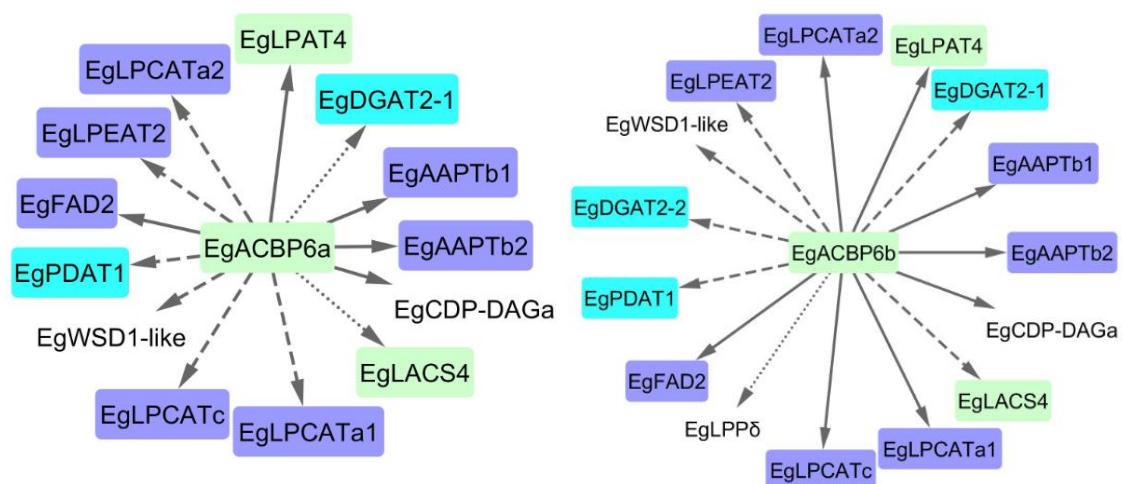 EgLPAT4
EgLPCATa2
EgDGAT2-1
EgLPEAT2
EgAAPTb1
EgFAD2
EgACBP6a
EgAAPTb2
EgPDAT1
EgCDP-DAGa
EgWSD1-like
EgLACS4
EgLPCATc
EgLPCATa1
EgLPCATa2
EgLPAT4
EgLPEAT2
EgDGAT2-1
EgWSD1-like
EgAAPTb1
EgDGAT2-2
EgACBP6b
EgAAPTb2
EgPDAT1
EgCDP-DAGa
EgFAD2
EgLACS4
EgLPPδ
EgLPCATa1
EgLPCATc